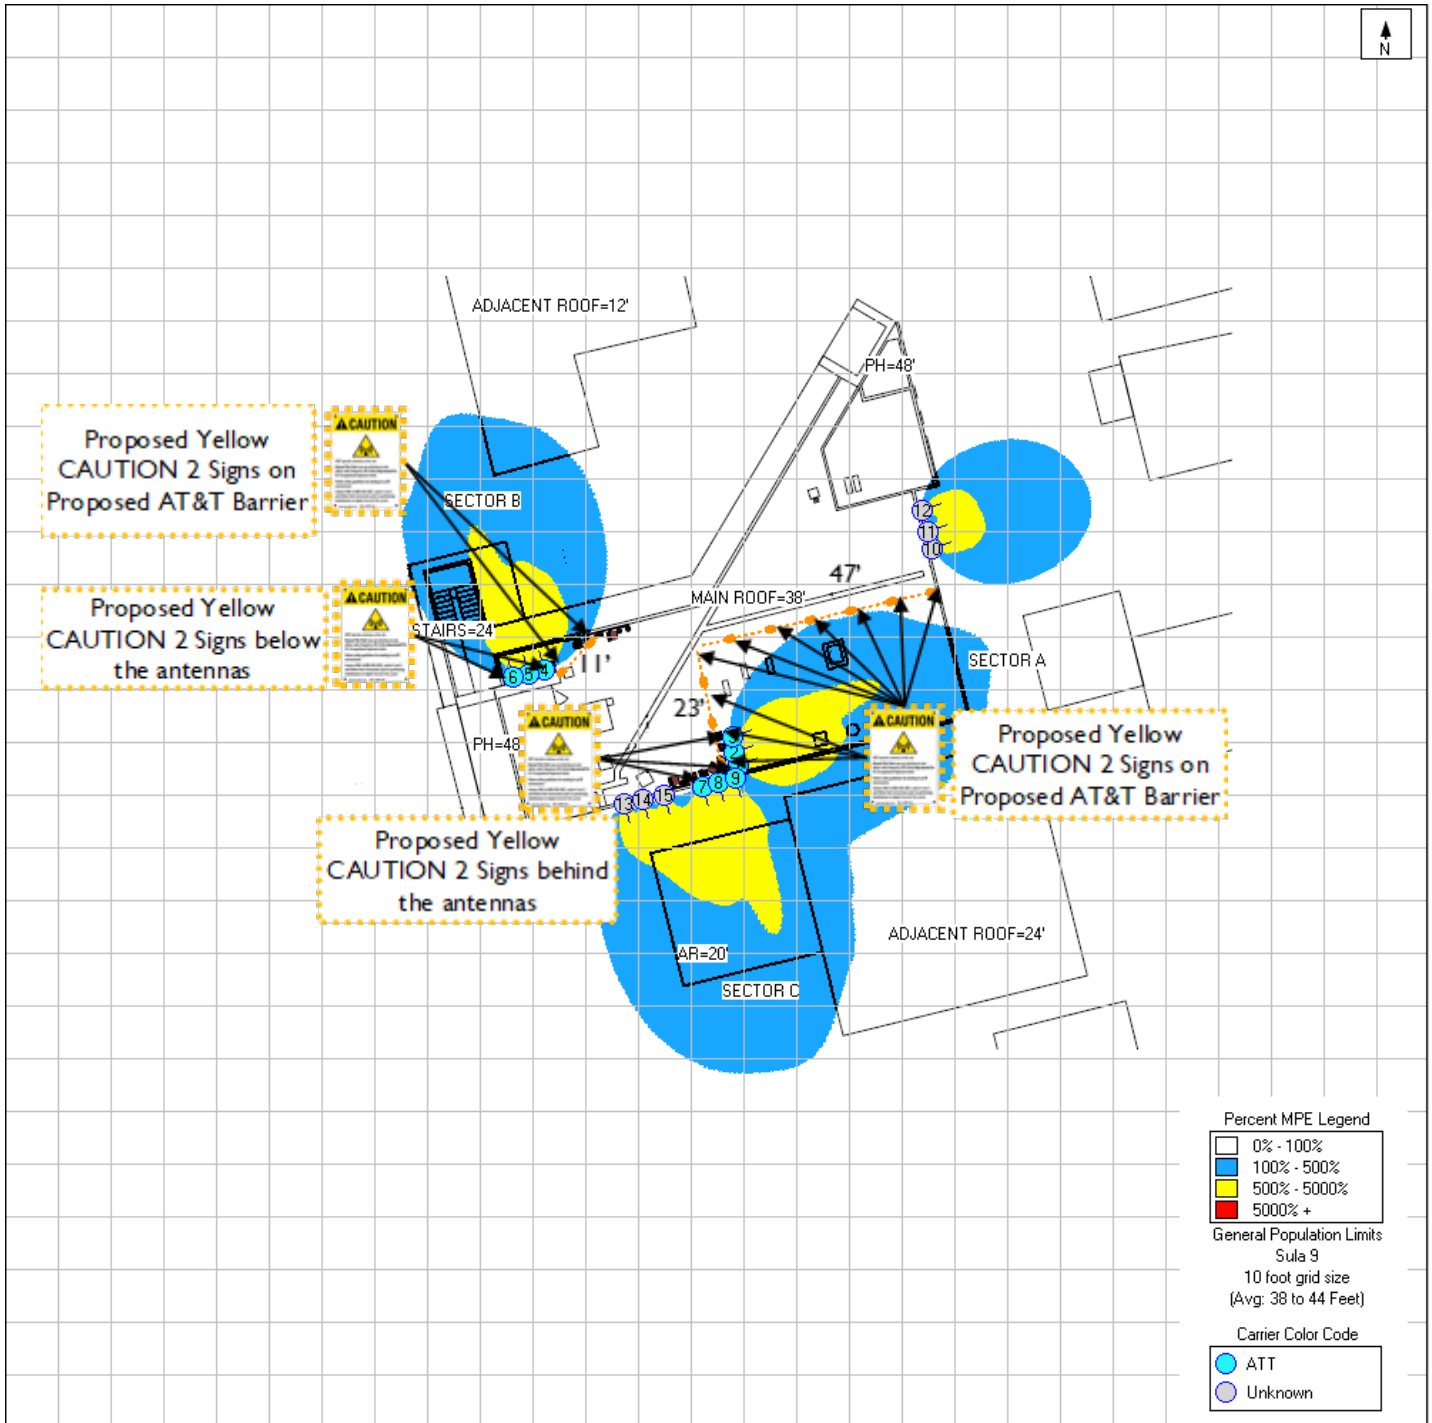 N
ADJACENT ROOF=12'
PH=48'
Proposed Yellow
CAUTION 2 Signs on
Proposed AT&T Barrier
CAUTION
SECTOR B
12
11
10
47'
Proposed Yellow
CAUTION 2 Signs below
the antennas
CAUTION
MAIN ROOF=38'
STAIRS=24'
11'
SECTOR A
6
5
4
23'
CAUTION
PH=48
3
2
CAUTION
Proposed Yellow
CAUTION 2 Signs on
Proposed AT&T Barrier
13
14
15
7
8
9
Proposed Yellow
CAUTION 2 Signs behind
the antennas
ADJACENT ROOF=24'
AR=20'
SECTOR C
Percent MPE Legend
0% - 100%
100% - 500%
500% - 5000%
5000% +
General Population Limits
Sula 9
10 foot grid size
(Avg: 38 to 44 Feet)
Carrier Color Code
ATT
Unknown